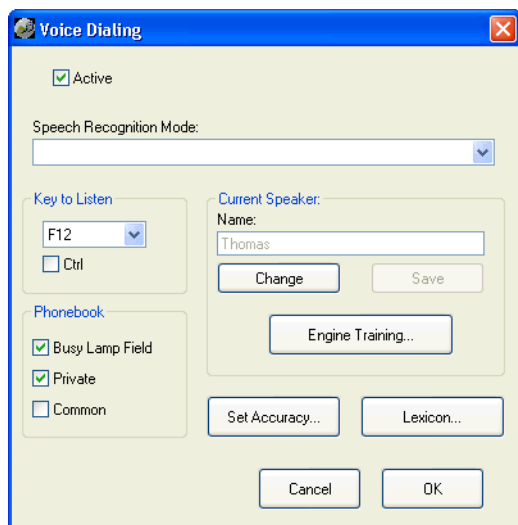 Voice Dialing
Active
Speech Recognition Mode:
Key to Listen
F12
Ctrl
Current Speaker:
Name:
Thomas
Change
Save
Engine Training...
Phonebook
Busy Lamp Field
Private
Common
Set Accuracy...
Lexicon...
Cancel
OK